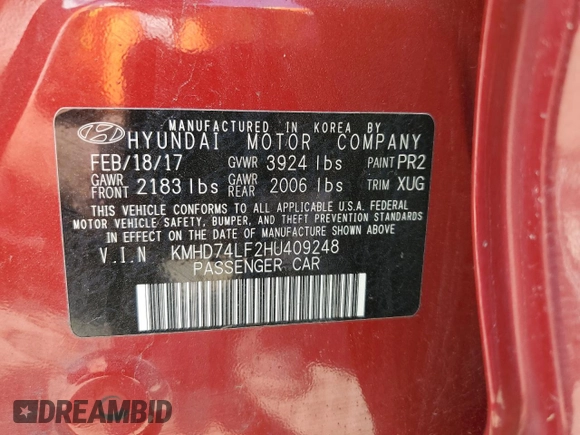 MANUFACTURED IN KOREA BY
HYUNDAI MOTOR COMPANY
FEB/18/17 GVWR 3924 lbs PAINT PR2
GAWR FRONT 2183 lbs GAWR REAR 2006 lbs TRIM XUG
THIS VEHICLE CONFORMS TO ALL APPLICABLE U.S.A. FEDERAL
MOTOR VEHICLE SAFETY, BUMPER, AND THEFT PREVENTION STANDARDS
IN EFFECT ON THE DATE OF MANUFACTURE SHOWN ABOVE
V.I.N KMHD74LF2HU409248
PASSENGER CAR
DREAMBID